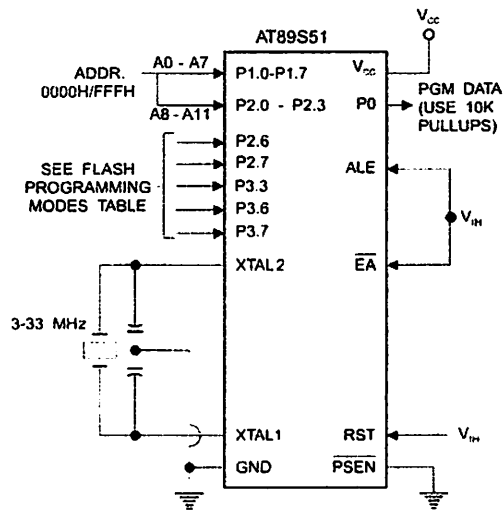 AT89S51
VCC
ADDR.
0000H/FFFH
A0 - A7
A8 - A11
P1.0-P1.7
VCC
P2.0 - P2.3
P0
PGM DATA
(USE 10K
PULLUPS)
SEE FLASH
PROGRAMMING
MODES TABLE
P2.6
P2.7
P3.3
P3.6
P3.7
ALE
VIH
XTAL2
EA
3-33 MHz
XTAL1
RST
VIH
GND
PSEN